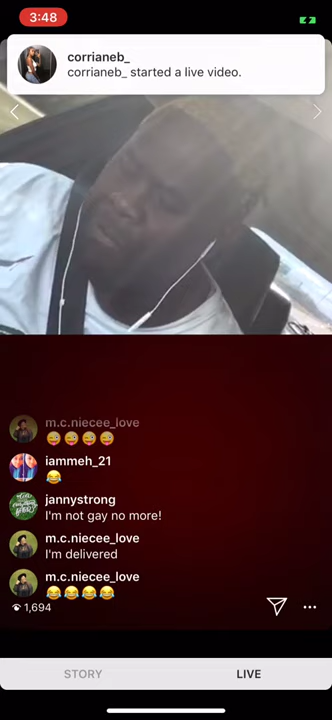 3:48
corrianeb_
corrianeb_ started a live video.
m.c.niecee_love
😜😜😜😜
iammeh_21
😂
jannystrong
I'm not gay no more!
m.c.niecee_love
I'm delivered
m.c.niecee_love
😂😂😂😂
1,694
STORY LIVE